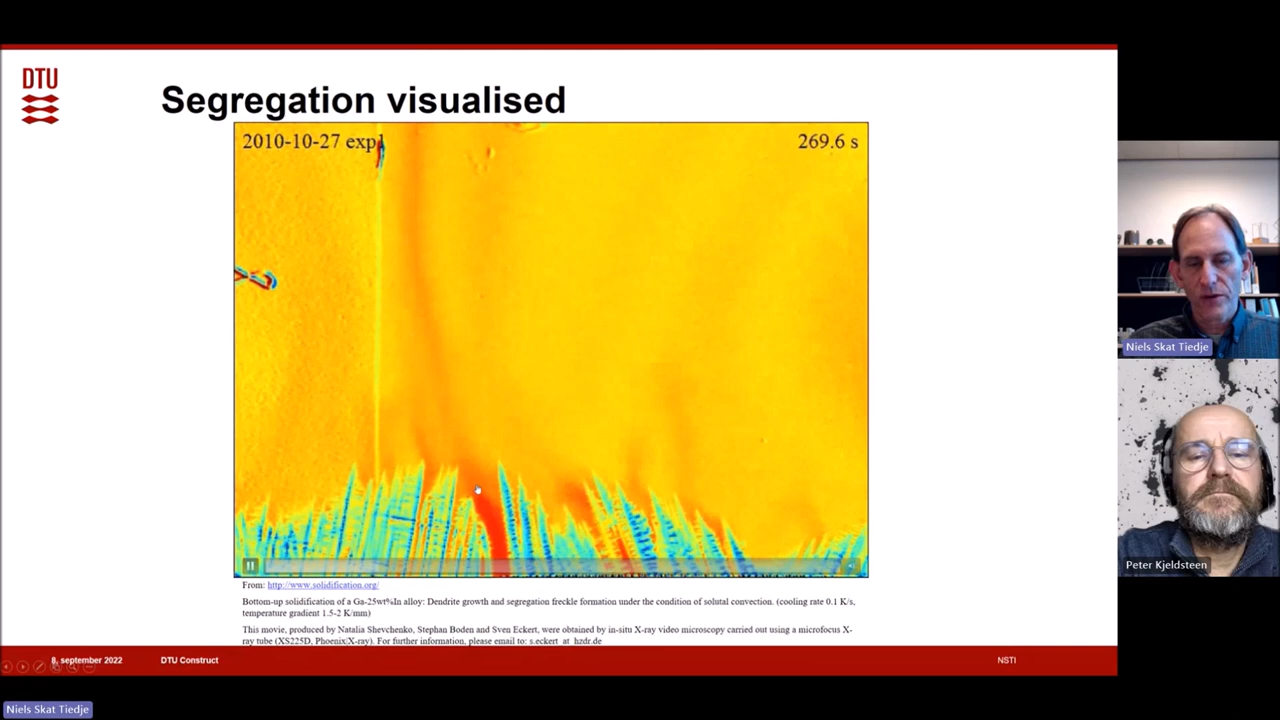 DTU
Segregation visualised
2010-10-27 exp1
269.6 s
From: http://www.solidification.org/
Bottom-up solidification of a Ga-25wt%In alloy: Dendrite growth and segregation freckle formation under the condition of solutal convection. (cooling rate 0.1 K/s,
temperature gradient 1.5-2 K/mm)
This movie, produced by Natalia Shevchenko, Stephan Boden and Sven Eckert, were obtained by in-situ X-ray video microscopy carried out using a microfocus X-
ray tube (XS225D, Phoenix|X-ray). For further information, please email to: s.eckert_at_hzdr.de
8. september 2022
DTU Construct
NSTI
Niels Skat Tiedje
Peter Kjeldsteen
Niels Skat Tiedje